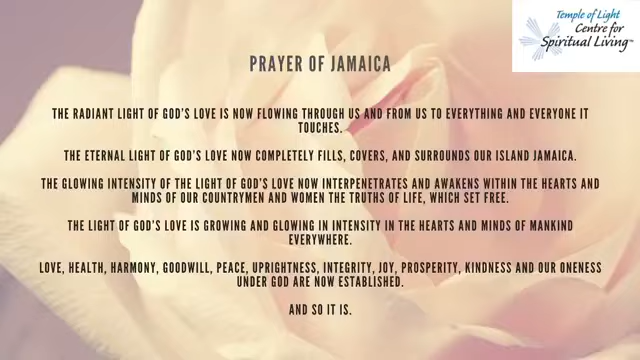 Temple of Light
Centre for
Spiritual Living™
PRAYER OF JAMAICA
THE RADIANT LIGHT OF GOD'S LOVE IS NOW FLOWING THROUGH US AND FROM US TO EVERYTHING AND EVERYONE IT
TOUCHES.
THE ETERNAL LIGHT OF GOD'S LOVE NOW COMPLETELY FILLS, COVERS, AND SURROUNDS OUR ISLAND JAMAICA.
THE GLOWING INTENSITY OF THE LIGHT OF GOD'S LOVE NOW INTERPENETRATES AND AWAKENS WITHIN THE HEARTS AND
MINDS OF OUR COUNTRYMEN AND WOMEN THE TRUTHS OF LIFE, WHICH SET FREE.
THE LIGHT OF GOD'S LOVE IS GROWING AND GLOWING IN INTENSITY IN THE HEARTS AND MINDS OF MANKIND
EVERYWHERE.
LOVE, HEALTH, HARMONY, GOODWILL, PEACE, UPRIGHTNESS, INTEGRITY, JOY, PROSPERITY, KINDNESS AND OUR ONENESS
UNDER GOD ARE NOW ESTABLISHED.
AND SO IT IS.